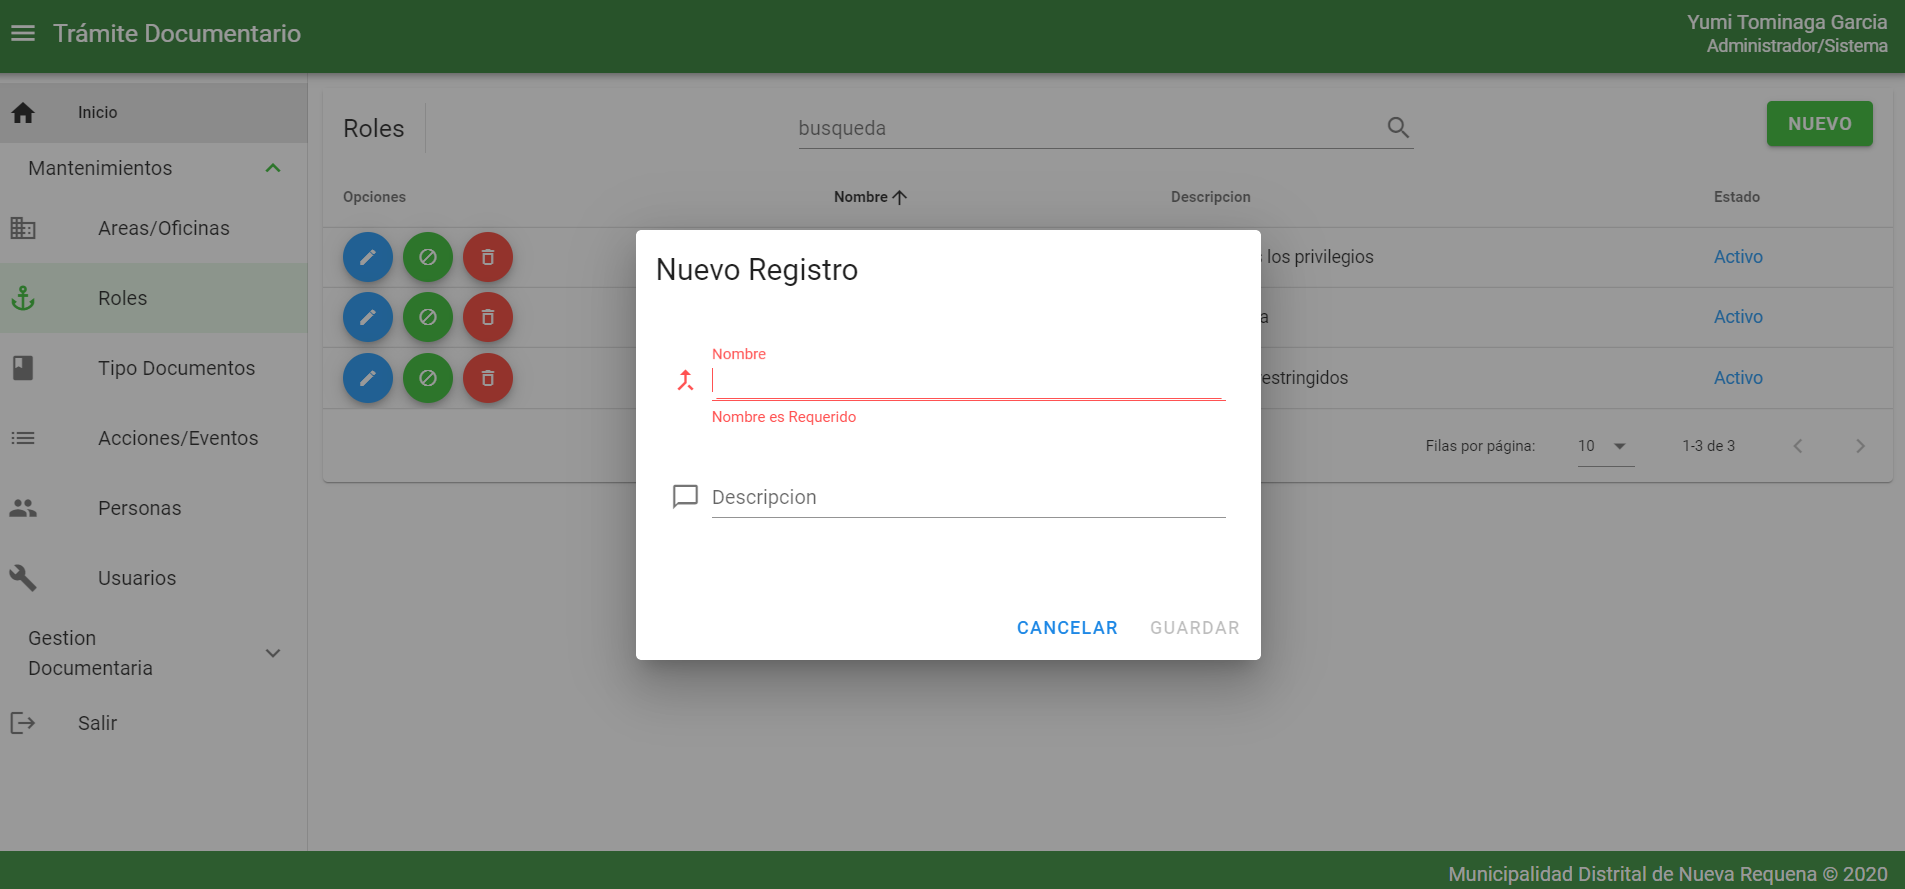 Trámite Documentario
Yumi Tominaga Garcia
Administrador/Sistema
Inicio
Mantenimientos
Areas/Oficinas
Roles
Tipo Documentos
Acciones/Eventos
Personas
Usuarios
Gestion
Documentaria
Salir
Roles
busqueda
NUEVO
Opciones Nombre Descripcion Estado
los privilegios Activo
a Activo
Activo
Filas por página: 10 1-3 de 3
Nuevo Registro
Nombre
Nombre es Requerido
Descripcion
CANCELAR GUARDAR
Municipalidad Distrital de Nueva Requena © 2020